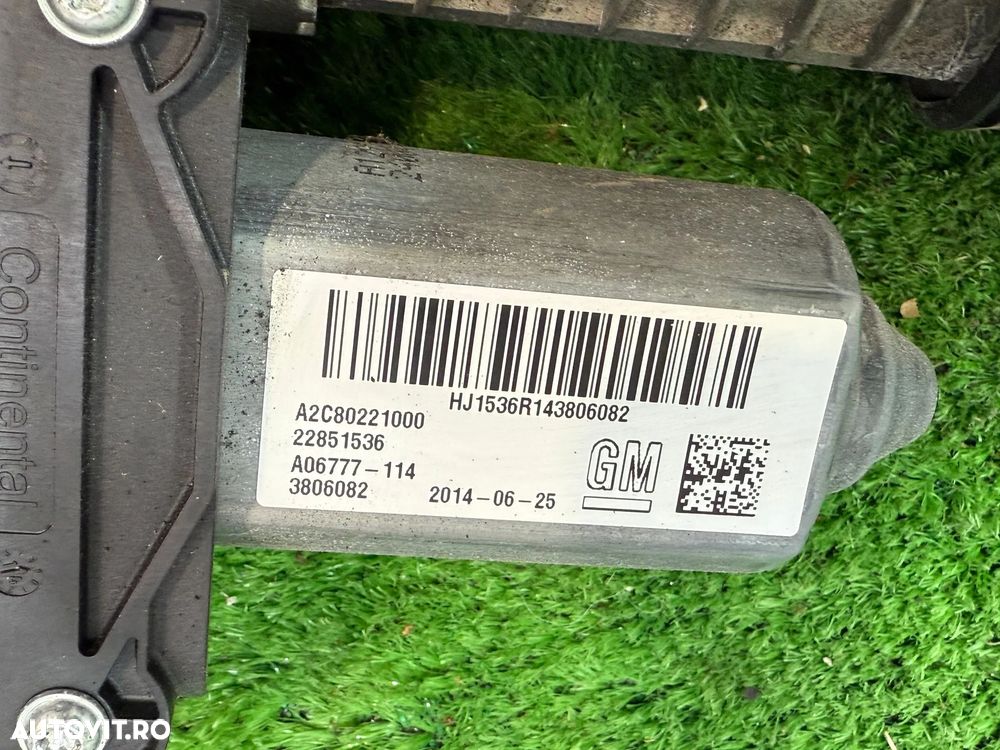 Continental
HJ1536R143806082
A2C80221000
22851536
A06777-114
3806082
2014-06-25
GM
AUTOVIT.RO